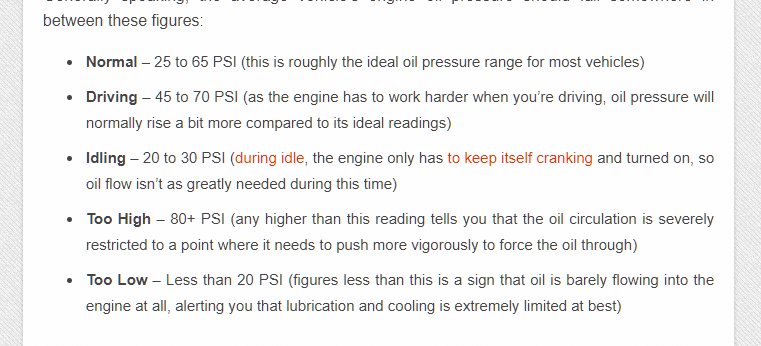 between these figures:
• Normal – 25 to 65 PSI (this is roughly the ideal oil pressure range for most vehicles)
• Driving – 45 to 70 PSI (as the engine has to work harder when you’re driving, oil pressure will
normally rise a bit more compared to its ideal readings)
• Idling – 20 to 30 PSI (during idle, the engine only has to keep itself cranking and turned on, so
oil flow isn’t as greatly needed during this time)
• Too High – 80+ PSI (any higher than this reading tells you that the oil circulation is severely
restricted to a point where it needs to push more vigorously to force the oil through)
• Too Low – Less than 20 PSI (figures less than this is a sign that oil is barely flowing into the
engine at all, alerting you that lubrication and cooling is extremely limited at best)